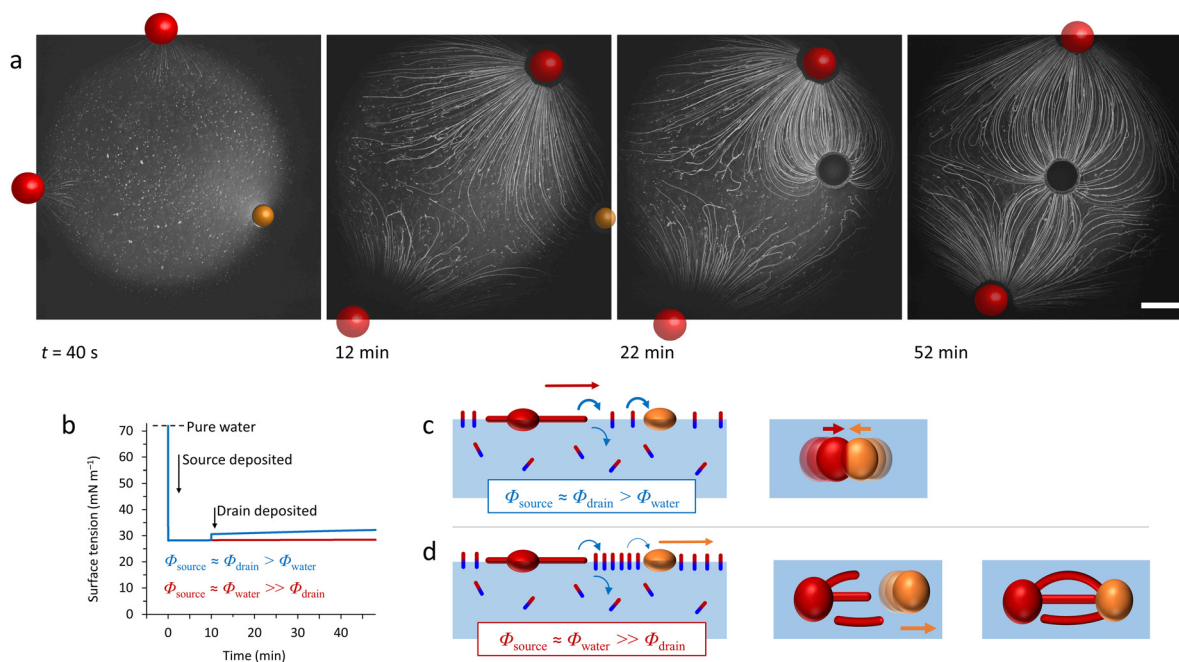 a
t = 40 s
12 min
22 min
52 min
b
Surface tension (mN m⁻¹)
70
60
50
40
30
20
10
0
Pure water
Source deposited
Drain deposited
Φsource ≈ Φdrain > Φwater
Φsource ≈ Φwater >> Φdrain
0 10 20 30 40
Time (min)
c
Φsource ≈ Φdrain > Φwater
d
Φsource ≈ Φwater >> Φdrain